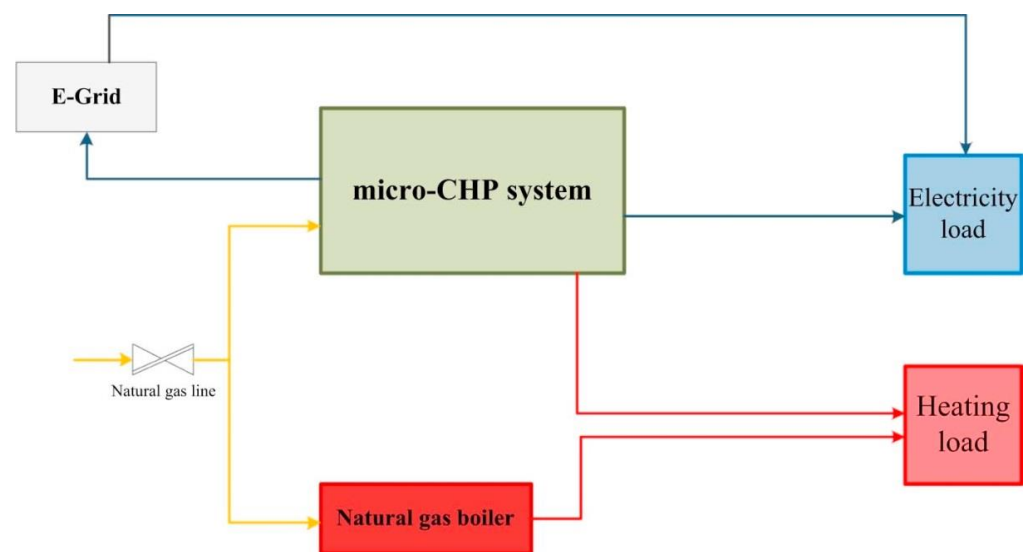 E-Grid
micro-CHP system
Electricity
load
Natural gas line
Heating
load
Natural gas boiler